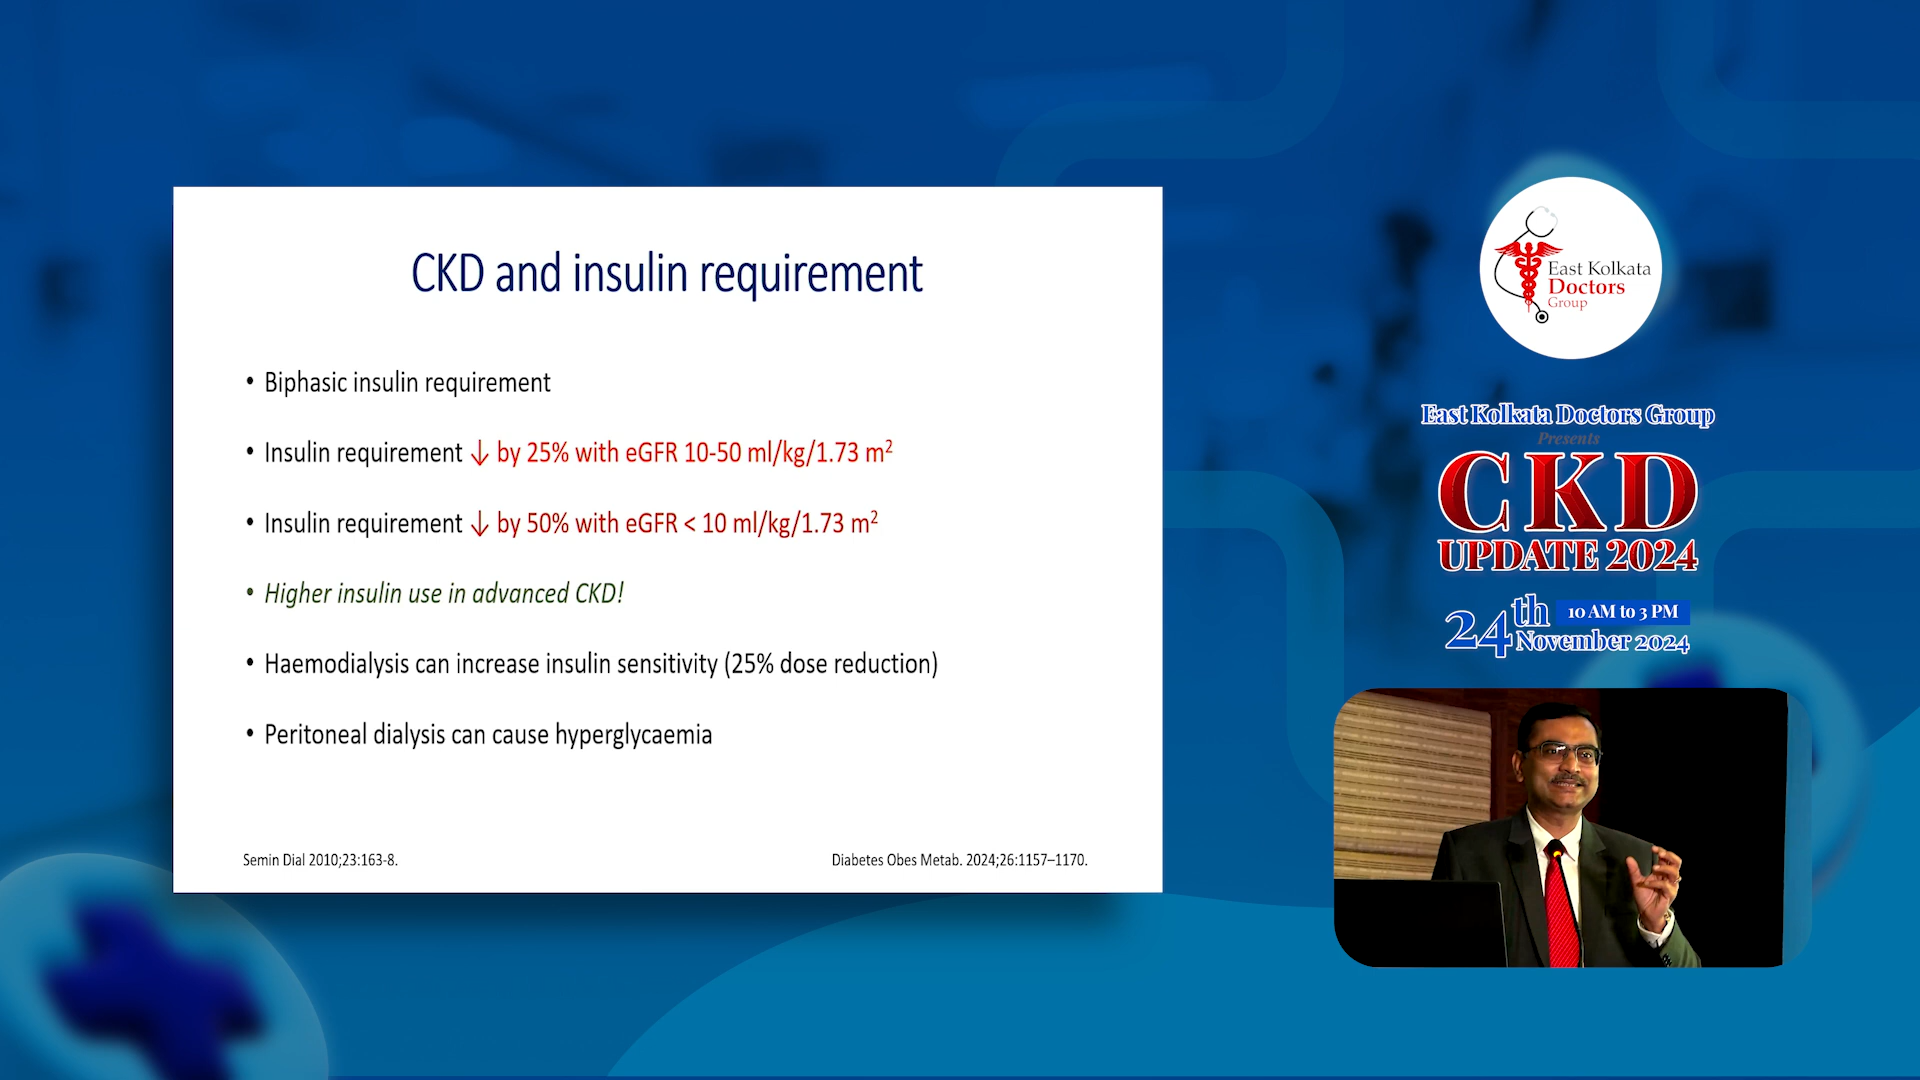 CKD and insulin requirement
• Biphasic insulin requirement
• Insulin requirement ↓ by 25% with eGFR 10-50 ml/kg/1.73 m²
• Insulin requirement ↓ by 50% with eGFR < 10 ml/kg/1.73 m²
• Higher insulin use in advanced CKD!
• Haemodialysis can increase insulin sensitivity (25% dose reduction)
• Peritoneal dialysis can cause hyperglycaemia
Semin Dial 2010;23:163-8.
Diabetes Obes Metab. 2024;26:1157–1170.
East Kolkata
Doctors
Group
East Kolkata Doctors Group
Presents
CKD
UPDATE 2024
24th November 2024
10 AM to 3 PM